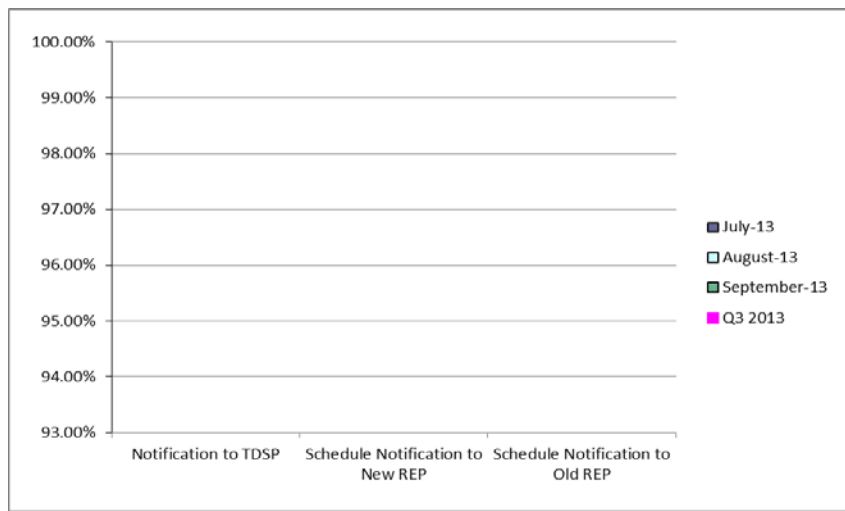 100.00%
99.00%
98.00%
97.00%
96.00%
95.00%
94.00%
93.00%
Notification to TDSP
Schedule Notification to
New REP
Schedule Notification to
Old REP
July-13
August-13
September-13
Q3 2013